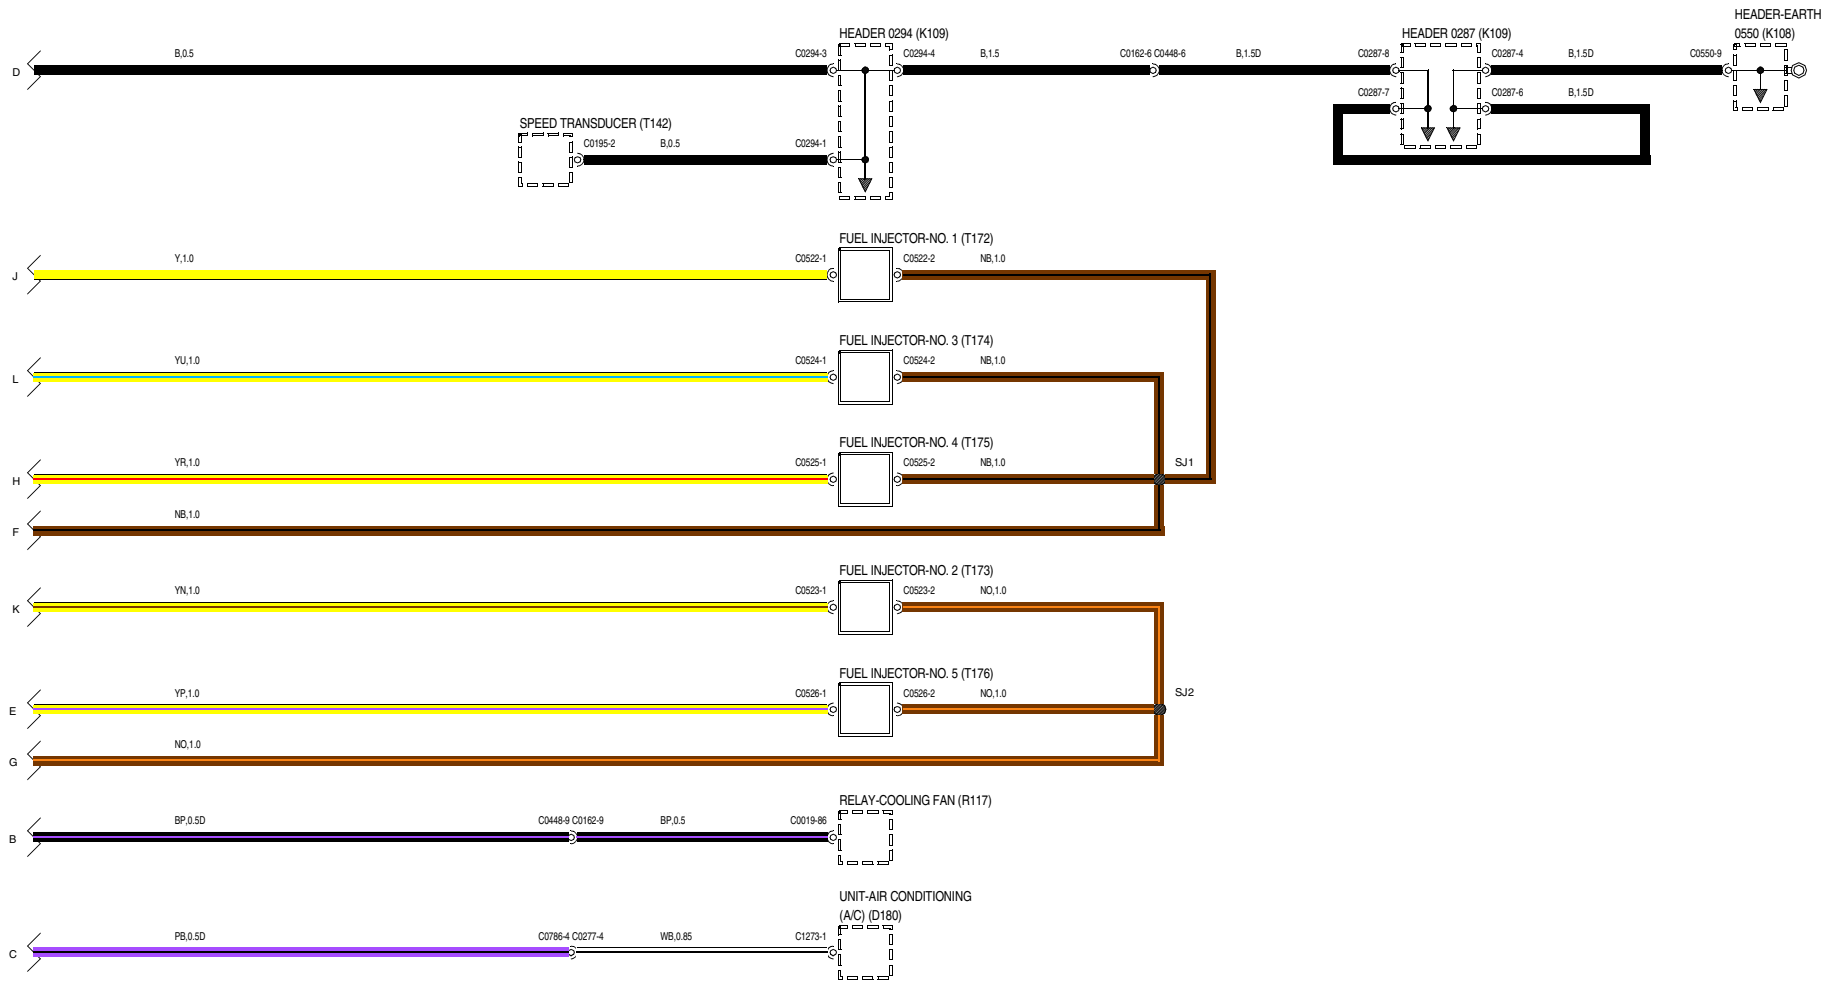 HEADER-EARTH
HEADER 0294 (K109) HEADER 0287 (K109) 0550 (K108)
D B,0.5 C0294-3 C0294-4 B,1.5 C0162-6 C0448-6 B,1.5D C0287-8 C0287-4 B,1.5D C0550-9
C0287-7 C0287-6 B,1.5D
SPEED TRANSDUCER (T142)
C0195-2 B,0.5 C0294-1
FUEL INJECTOR-NO. 1 (T172)
J Y,1.0 C0522-1 C0522-2 NB,1.0
FUEL INJECTOR-NO. 3 (T174)
L YU,1.0 C0524-1 C0524-2 NB,1.0
FUEL INJECTOR-NO. 4 (T175)
H YR,1.0 C0525-1 C0525-2 NB,1.0 SJ1
F NB,1.0
FUEL INJECTOR-NO. 2 (T173)
K YN,1.0 C0523-1 C0523-2 NO,1.0
FUEL INJECTOR-NO. 5 (T176)
E YP,1.0 C0526-1 C0526-2 NO,1.0 SJ2
G NO,1.0
RELAY-COOLING FAN (R117)
B BP,0.5D C0448-9 C0162-9 BP,0.5 C0019-86
UNIT-AIR CONDITIONING
(A/C) (D180)
C PB,0.5D C0786-4 C0277-4 WB,0.85 C1273-1